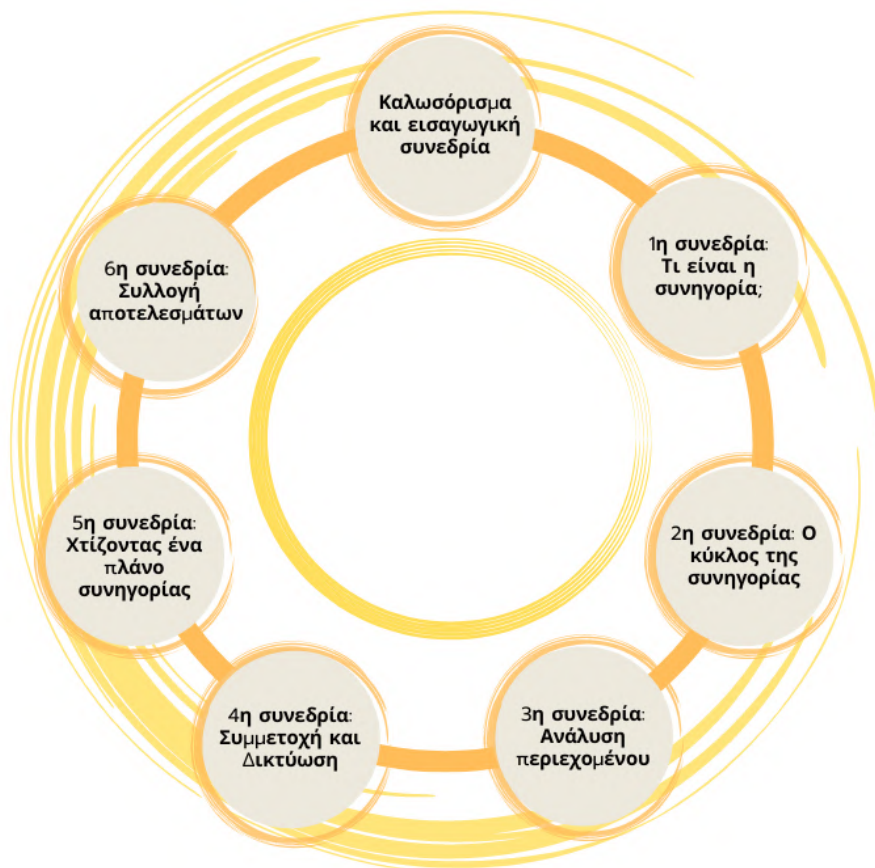 Καλωσόρισμα
και εισαγωγική
συνεδρία
1η συνεδρία:
Τι είναι η
συνηγορία;
2η συνεδρία: Ο
κύκλος της
συνηγορίας
3η συνεδρία:
Ανάλυση
περιεχομένου
4η συνεδρία:
Συμμετοχή και
Δικτύωση
5η συνεδρία:
Χτίζοντας ένα
πλάνο
συνηγορίας
6η συνεδρία:
Συλλογή
αποτελεσμάτων